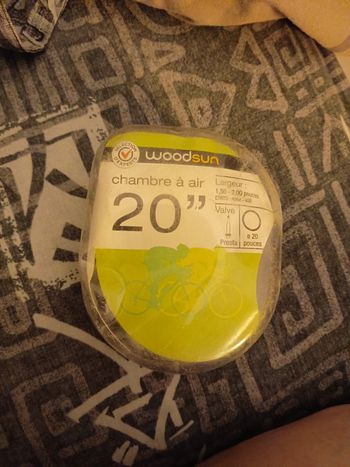 woodsun
chambre à air
20"
Largeur :
1,50 - 2.00 pouces
Valve
Presta
ø 20
pouces